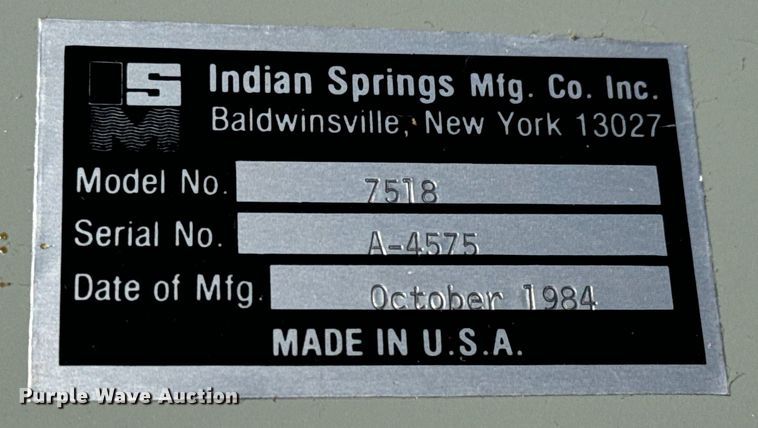 ISM
Indian Springs Mfg. Co. Inc.
Baldwinsville, New York 13027
Model No. 7518
Serial No. A-4575
Date of Mfg. October 1984
MADE IN U.S.A.
Purple Wave Auction